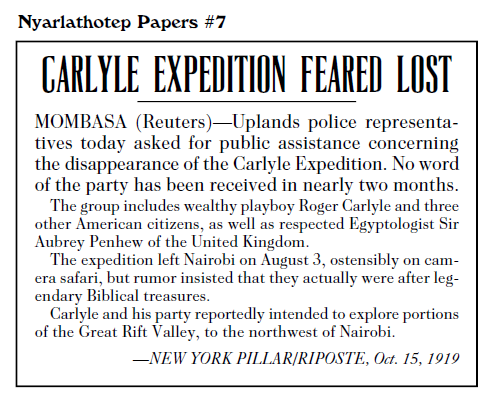 Nyarlathotep Papers #7
CARLYLE EXPEDITION FEARED LOST
MOMBASA (Reuters)—Uplands police representa-
tives today asked for public assistance concerning
the disappearance of the Carlyle Expedition. No word
of the party has been received in nearly two months.
The group includes wealthy playboy Roger Carlyle and three
other American citizens, as well as respected Egyptologist Sir
Aubrey Penhew of the United Kingdom.
The expedition left Nairobi on August 3, ostensibly on cam-
era safari, but rumor insisted that they actually were after leg-
endary Biblical treasures.
Carlyle and his party reportedly intended to explore portions
of the Great Rift Valley, to the northwest of Nairobi.
—NEW YORK PILLAR/RIPOSTE, Oct. 15, 1919